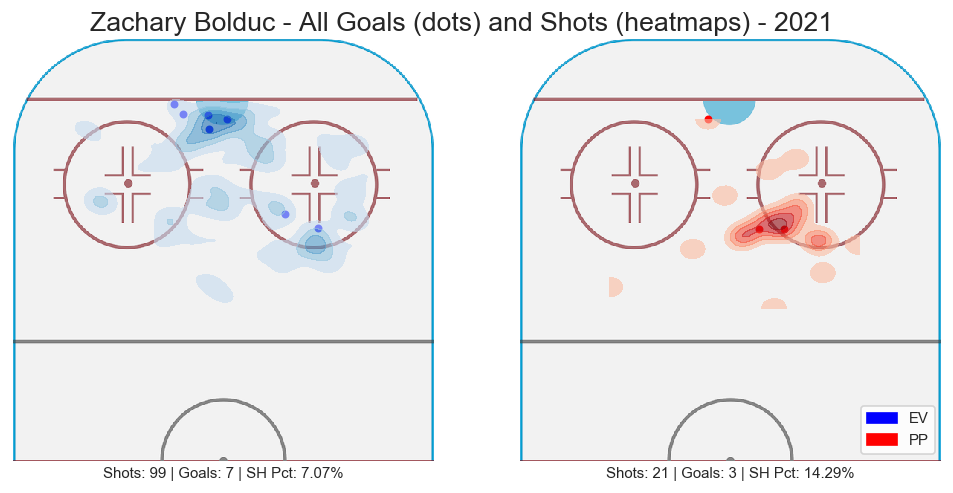 Zachary Bolduc - All Goals (dots) and Shots (heatmaps) - 2021
EV
PP
Shots: 99 | Goals: 7 | SH Pct: 7.07%
Shots: 21 | Goals: 3 | SH Pct: 14.29%